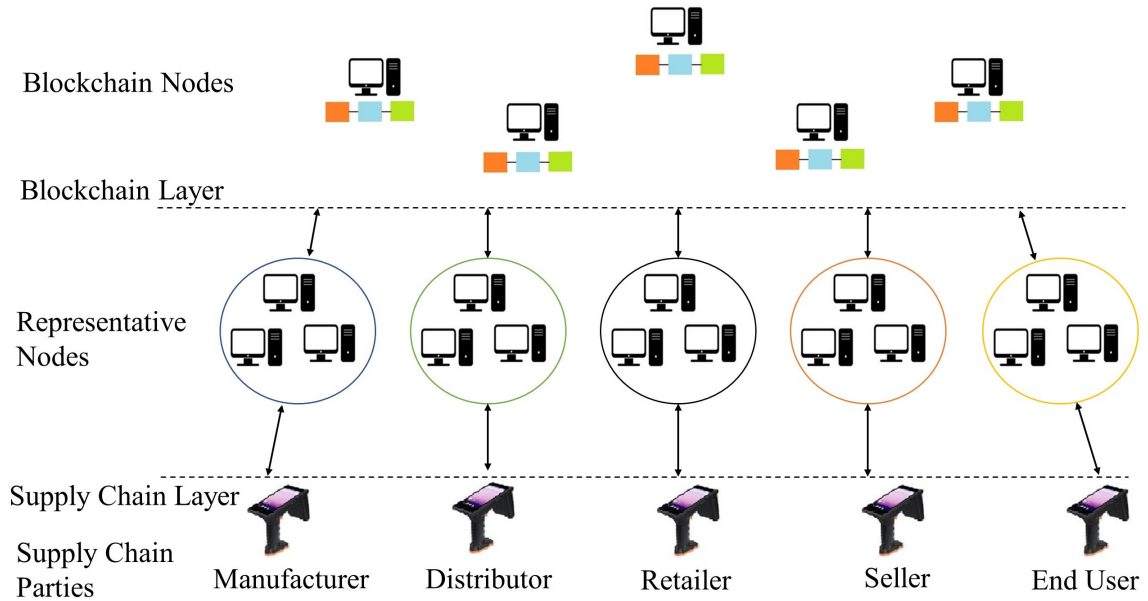 Blockchain Nodes
Blockchain Layer
Representative
Nodes
Supply Chain Layer
Supply Chain
Parties
Manufacturer
Distributor
Retailer
Seller
End User